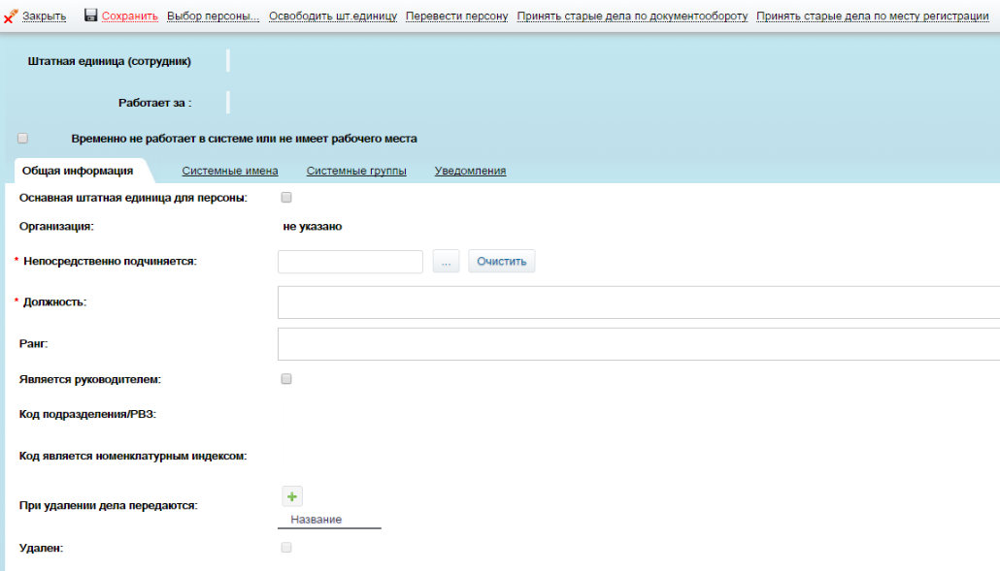 Закрыть Сохранить Выбор персоны... Освободить шт.единицу Перевести персону Принять старые дела по документообороту Принять старые дела по месту регистрации
Штатная единица (сотрудник)
Работает за :
Временно не работает в системе или не имеет рабочего места
Общая информация Системные имена Системные группы Уведомления
Основная штатная единица для персоны:
Организация: не указано
* Непосредственно подчиняется: ... Очистить
* Должность:
Ранг:
Является руководителем:
Код подразделения/РВЗ:
Код является номенклатурным индексом:
При удалении дела передаются:
Название
Удален: